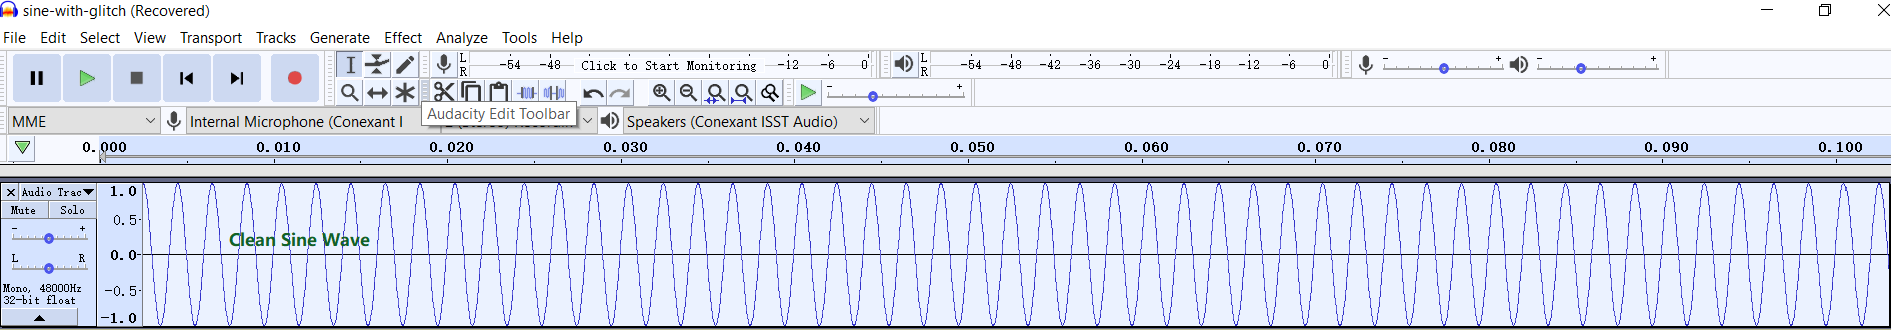 sine-with-glitch (Recovered)
File Edit Select View Transport Tracks Generate Effect Analyze Tools Help
L -54 -48 Click to Start Monitoring -12 -6 0 L -54 -48 -42 -36 -30 -24 -18 -12 -6 0 - + - +
R R
- +
Audacity Edit Toolbar
MME Internal Microphone (Conexant I Speakers (Conexant ISST Audio)
0.000 0.010 0.020 0.030 0.040 0.050 0.060 0.070 0.080 0.090 0.100
Audio Trac 1.0
Mute Solo 0.5
- +
Clean Sine Wave
L R 0.0
Mono, 48000Hz -0.5
32-bit float
-1.0